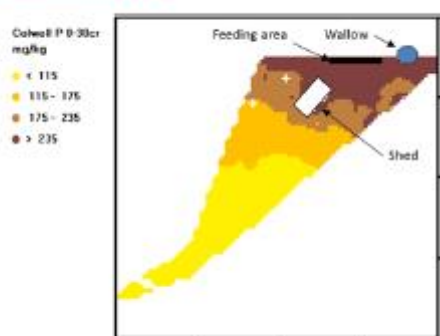 Colwell P 0-30cm
mg/kg
< 115
115 - 175
175 - 235
> 235
Feeding area
Wallow
Shed